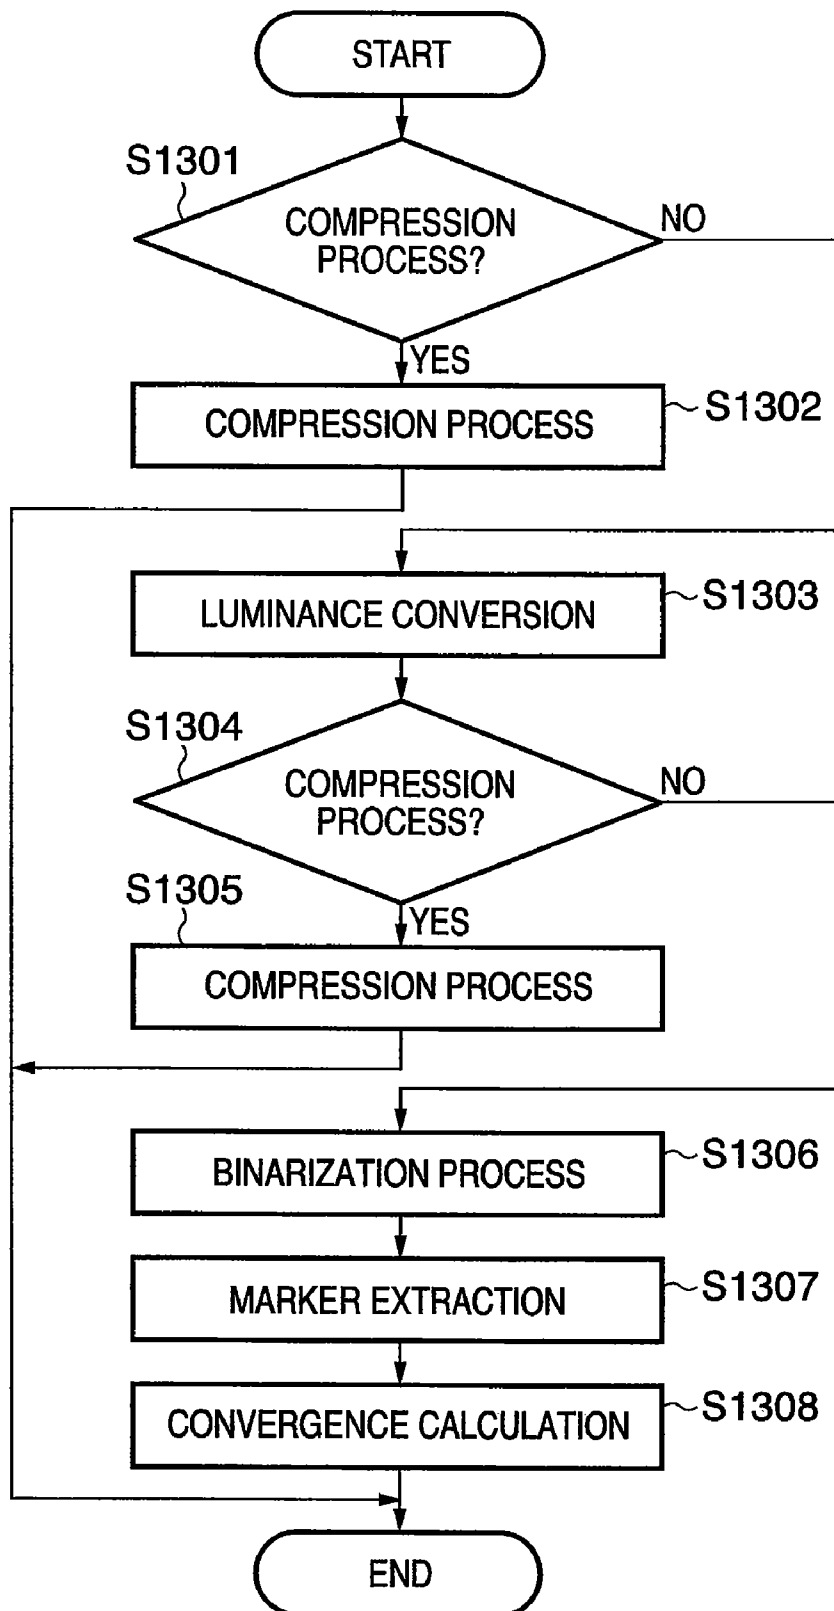 START
S1301
COMPRESSION
PROCESS?
NO
YES
COMPRESSION PROCESS
S1302
LUMINANCE CONVERSION
S1303
S1304
COMPRESSION
PROCESS?
NO
S1305
YES
COMPRESSION PROCESS
BINARIZATION PROCESS
S1306
MARKER EXTRACTION
S1307
CONVERGENCE CALCULATION
S1308
END